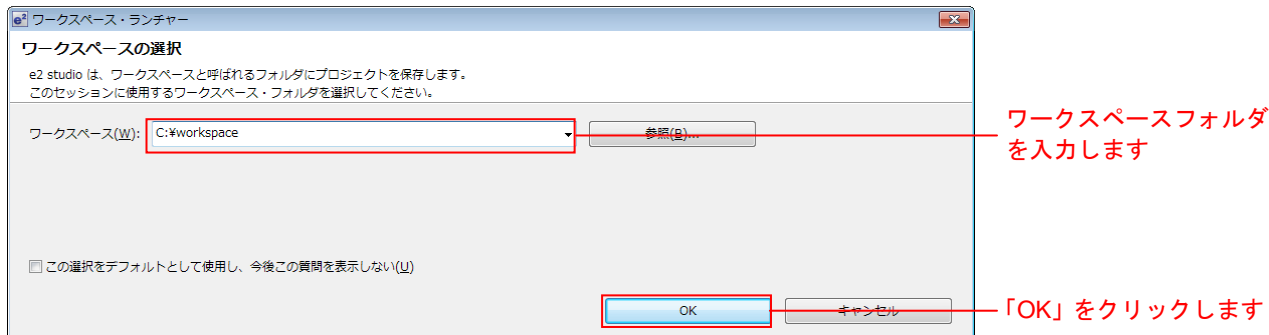 e² ワークスペース・ランチャー
ワークスペースの選択
e2 studio は、ワークスペースと呼ばれるフォルダにプロジェクトを保存します。
このセッションに使用するワークスペース・フォルダを選択してください。
ワークスペース(W): C:¥workspace 参照(B)...
ワークスペースフォルダ
を入力します
この選択をデフォルトとして使用し、今後この質問を表示しない(U)
OK キャンセル
「OK」をクリックします